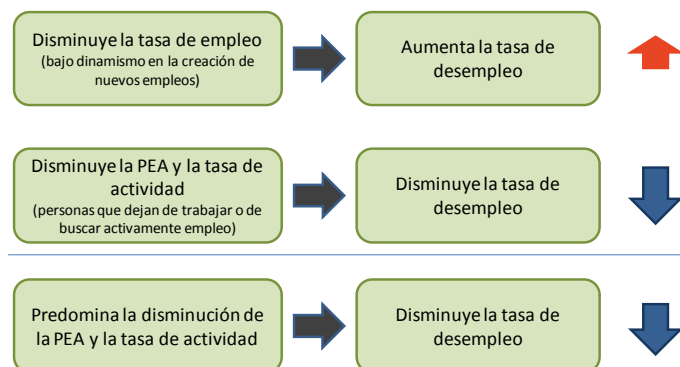 Disminuye la tasa de empleo
(bajo dinamismo en la creación de
nuevos empleos)
Aumenta la tasa de
desempleo
Disminuye la PEA y la tasa de
actividad
(personas que dejan de trabajar o de
buscar activamente empleo)
Disminuye la tasa de
desempleo
Predomina la disminución de
la PEA y la tasa de actividad
Disminuye la tasa de
desempleo